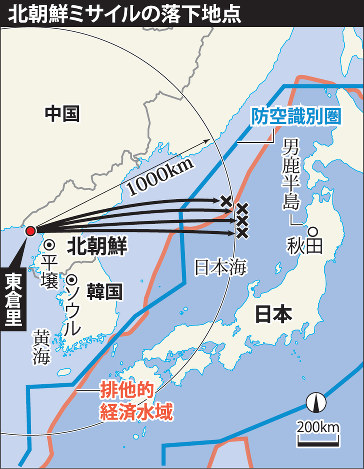 北朝鮮ミサイルの落下地点
中国
防空識別圏
1000km
男鹿半島
秋田
北朝鮮
平壌
東倉里
日本海
韓国
ソウル
日本
黄海
排他的
経済水域
200km